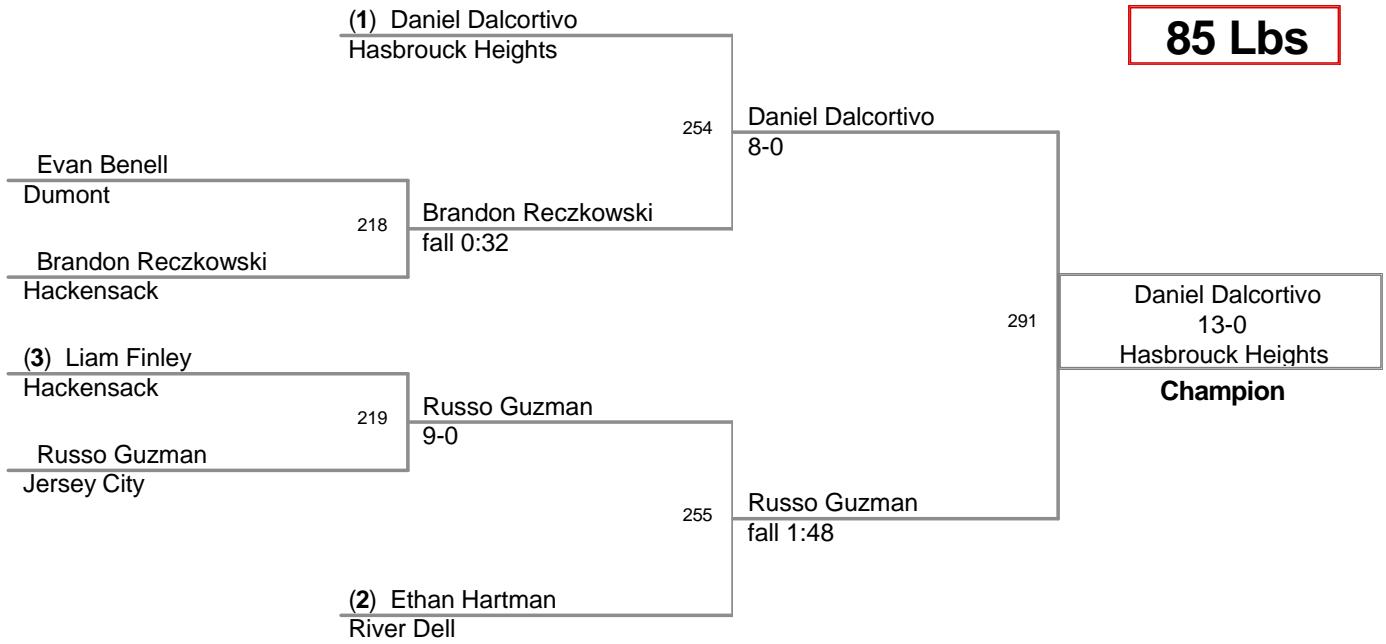 (1) Daniel Dalcortivo
Hasbrouck Heights
85 Lbs
254
Daniel Dalcortivo
8-0
Evan Benell
Dumont
218
Brandon Reczkowski
fall 0:32
Brandon Reczkowski
Hackensack
291
Daniel Dalcortivo
13-0
Hasbrouck Heights
Champion
(3) Liam Finley
Hackensack
219
Russo Guzman
9-0
Russo Guzman
Jersey City
255
Russo Guzman
fall 1:48
(2) Ethan Hartman
River Dell